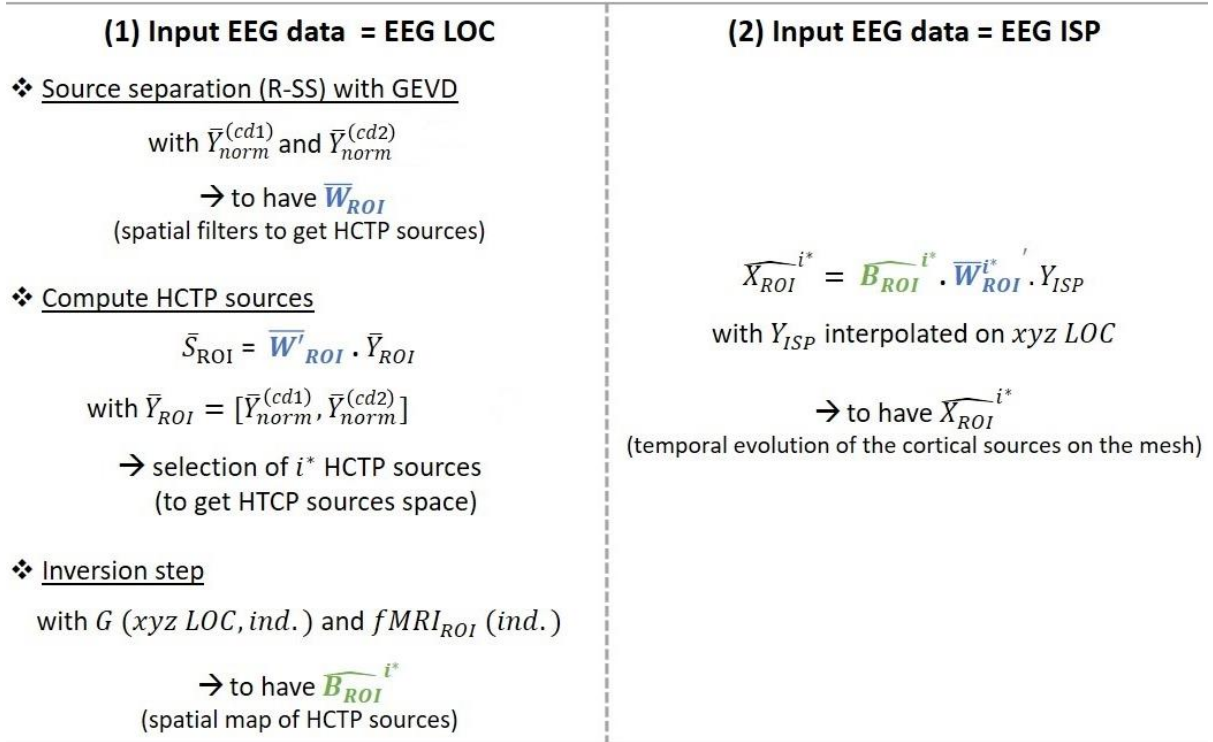 (1) Input EEG data = EEG LOC
❖ Source separation (R-SS) with GEVD
with Ȳ_norm^(cd1) and Ȳ_norm^(cd2)
→ to have W̅_ROI
(spatial filters to get HCTP sources)
❖ Compute HCTP sources
S̄_ROI = W̅'_ROI . Ȳ_ROI
with Ȳ_ROI = [Ȳ_norm^(cd1), Ȳ_norm^(cd2)]
→ selection of i* HCTP sources
(to get HTCP sources space)
❖ Inversion step
with G (xyz LOC, ind.) and fMRI_ROI (ind.)
→ to have B̂_ROI^i*
(spatial map of HCTP sources)
(2) Input EEG data = EEG ISP
X̂_ROI^i* = B̂_ROI^i* . W̅_ROI^i* ′ . Y_ISP
with Y_ISP interpolated on xyz LOC
→ to have X̂_ROI^i*
(temporal evolution of the cortical sources on the mesh)